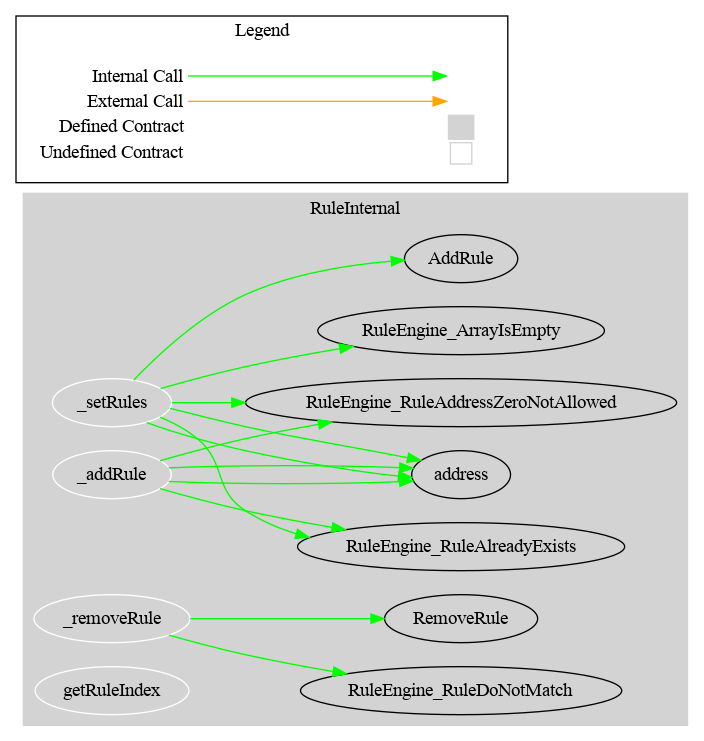 Legend
Internal Call
External Call
Defined Contract
Undefined Contract
RuleInternal
AddRule
RuleEngine_ArrayIsEmpty
_setRules
RuleEngine_RuleAddressZeroNotAllowed
_addRule
address
RuleEngine_RuleAlreadyExists
_removeRule
RemoveRule
getRuleIndex
RuleEngine_RuleDoNotMatch